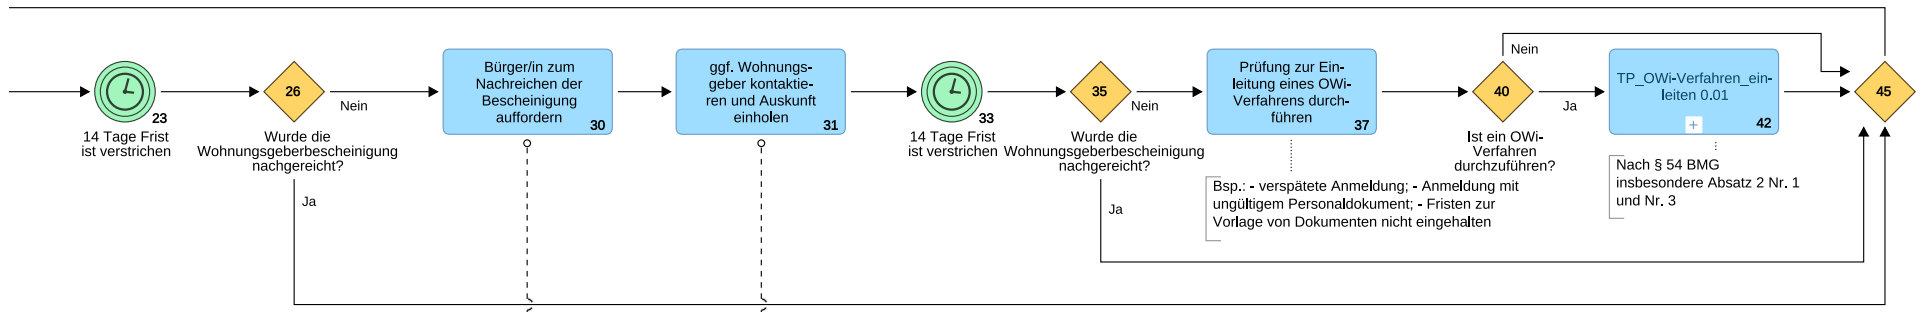 23
14 Tage Frist
ist verstrichen
26
Nein
Wurde die
Wohnungsgeberbescheinigung
nachgereicht?
Ja
Bürger/in zum
Nachreichen der
Bescheinigung
auffordern
30
ggf. Wohnungs-
geber kontaktie-
ren und Auskunft
einholen
31
33
14 Tage Frist
ist verstrichen
35
Nein
Wurde die
Wohnungsgeberbescheinigung
nachgereicht?
Ja
Prüfung zur Ein-
leitung eines OWi-
Verfahrens durch-
führen
37
Bsp.: - verspätete Anmeldung; - Anmeldung mit
ungültigem Personaldokument; - Fristen zur
Vorlage von Dokumenten nicht eingehalten
Nein
40
Ja
Ist ein OWi-
Verfahren
durchzuführen?
TP_OWi-Verfahren_ein-
leiten 0.01
42
Nach § 54 BMG
insbesondere Absatz 2 Nr. 1
und Nr. 3
45